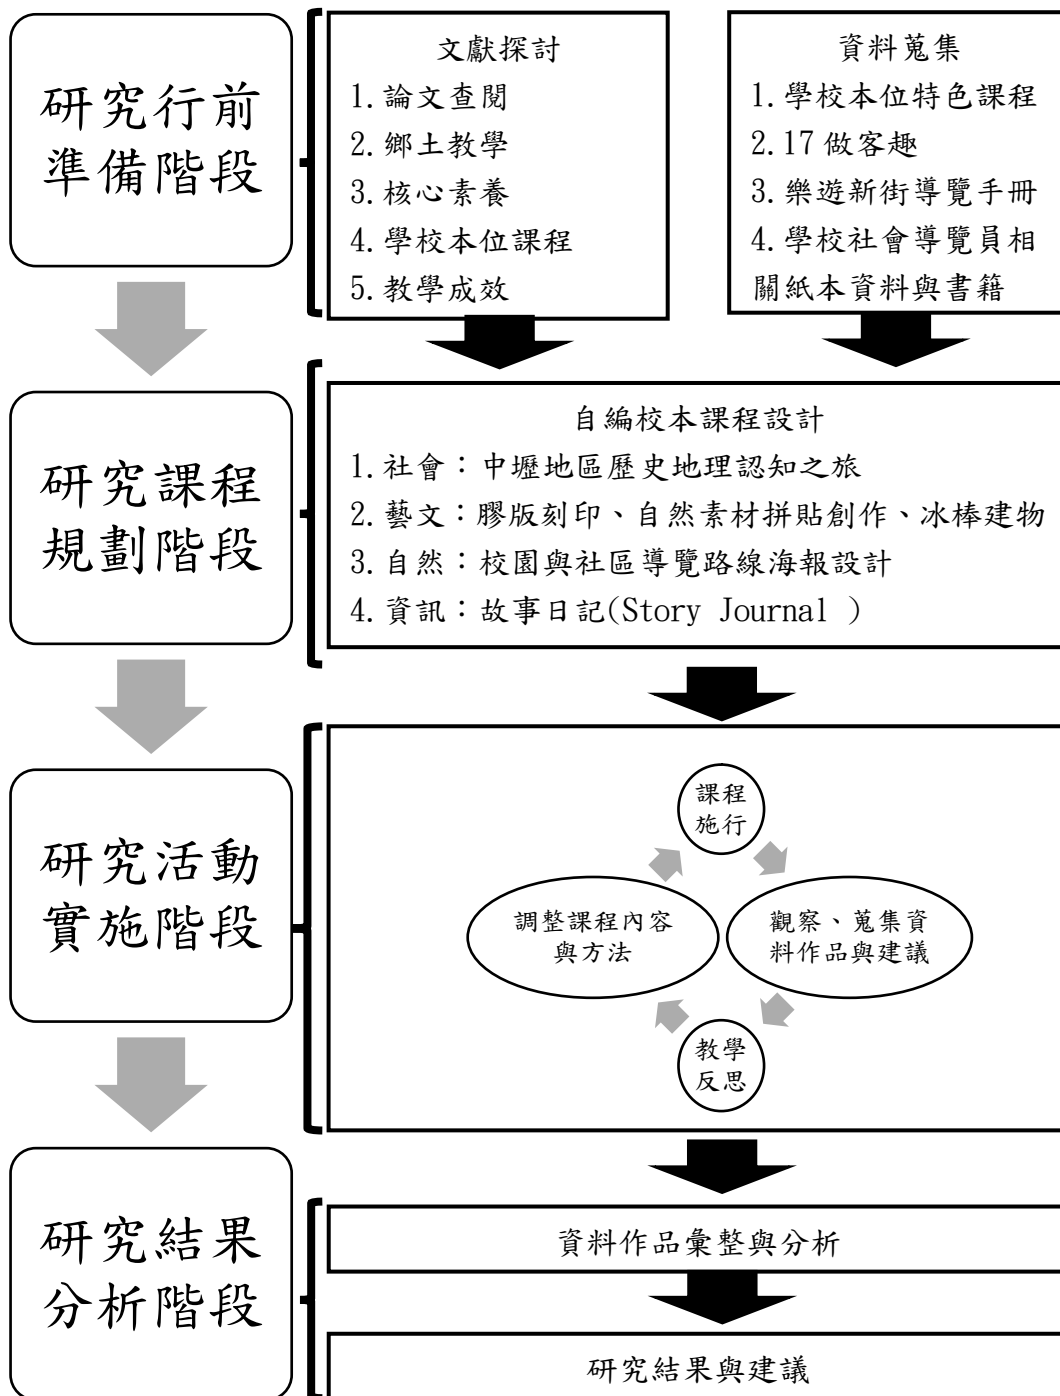 研究行前
準備階段
文獻探討
1.論文查閱
2.鄉土教學
3.核心素養
4.學校本位課程
5.教學成效
資料蒐集
1.學校本位特色課程
2.17做客趣
3.樂遊新街導覽手冊
4.學校社會導覽員相
關紙本資料與書籍
研究課程
規劃階段
自編校本課程設計
1.社會：中壢地區歷史地理認知之旅
2.藝文：膠版刻印、自然素材拼貼創作、冰棒建物
3.自然：校園與社區導覽路線海報設計
4.資訊：故事日記(Story Journal )
研究活動
實施階段
課程
施行
調整課程內容
與方法
觀察、蒐集資
料作品與建議
教學
反思
研究結果
分析階段
資料作品彙整與分析
研究結果與建議